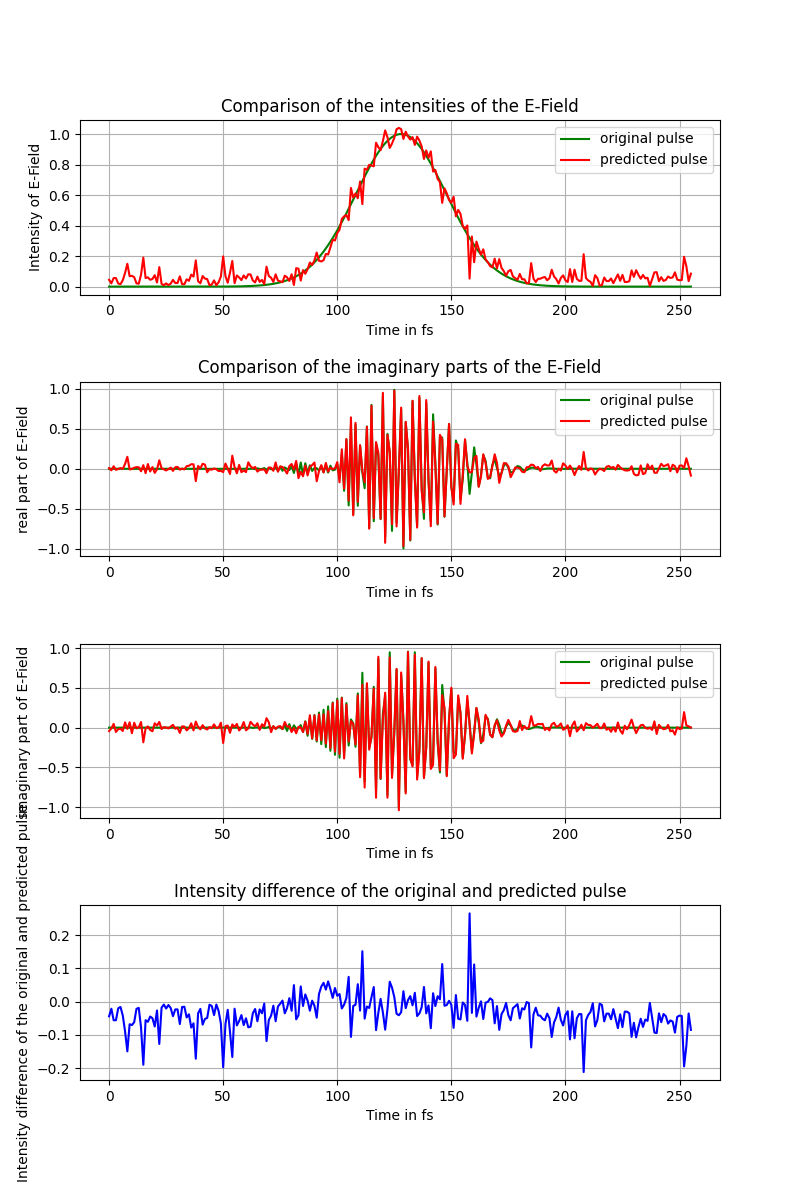 Comparison of the intensities of the E-Field
Intensity of E-Field
1.0
0.8
0.6
0.4
0.2
0.0
original pulse
predicted pulse
0 50 100 150 200 250
Time in fs
Comparison of the imaginary parts of the E-Field
real part of E-Field
1.0
0.5
0.0
−0.5
−1.0
original pulse
predicted pulse
0 50 100 150 200 250
Time in fs
imaginary part of E-Field
1.0
0.5
0.0
−0.5
−1.0
original pulse
predicted pulse
0 50 100 150 200 250
Time in fs
Intensity difference of the original and predicted pulse
Intensity difference of the original and predicted pulse
0.2
0.1
0.0
−0.1
−0.2
0 50 100 150 200 250
Time in fs